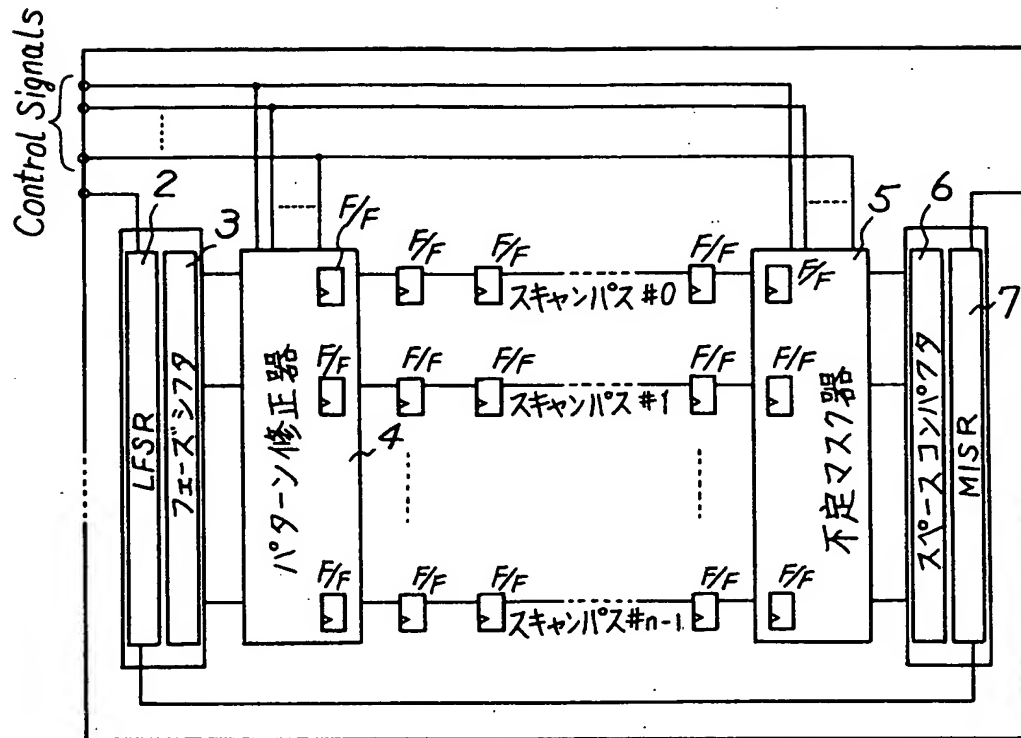 Control Signals
2
3
F/F
5
6
7
F/F
F/F
F/F
F/F
スキャンパス #0
F/F
F/F
F/F
F/F
F/F
スキャンパス #1
4
LFSR
フェーズシフタ
パターン修正器
不定マスク器
スペースコンパクタ
MISR
F/F
F/F
F/F
F/F
F/F
スキャンパス#n-1